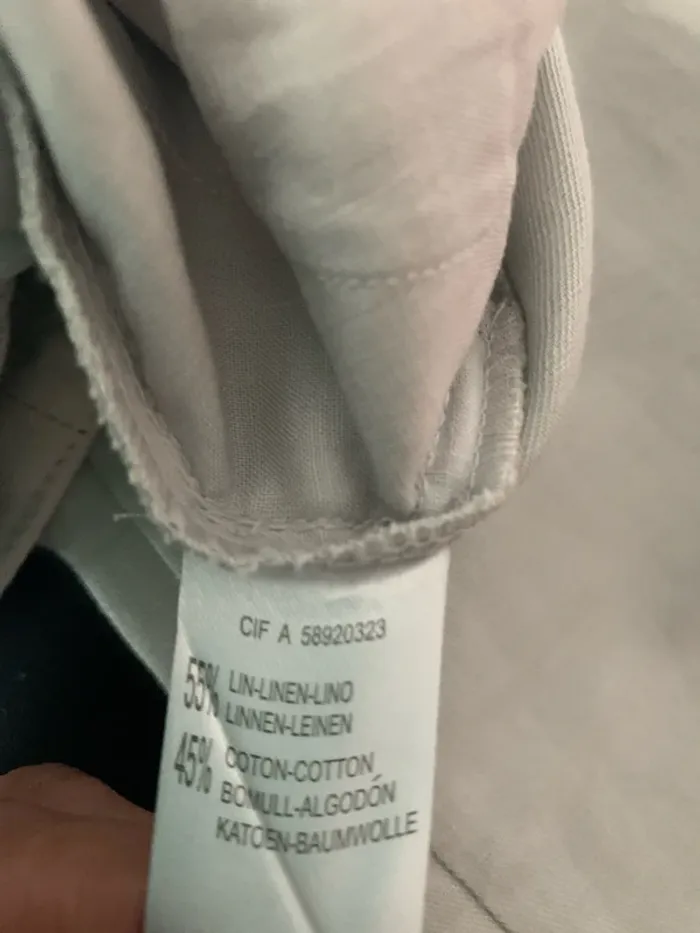 CIF A 58920323
55% LIN-LINEN-LINO
LINNEN-LEINEN
45% COTON-COTTON
BOMULL-ALGODÓN
KATOEN-BAUMWOLLE